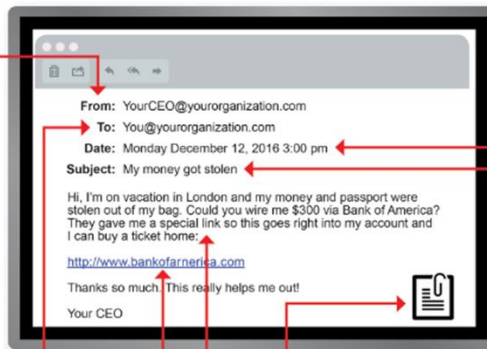 From: YourCEO@yourorganization.com
To: You@yourorganization.com
Date: Monday December 12, 2016 3:00 pm
Subject: My money got stolen
Hi, I'm on vacation in London and my money and passport were
stolen out of my bag. Could you wire me $300 via Bank of America?
They gave me a special link so this goes right into my account and
I can buy a ticket home:
http://www.bankofarnerica.com
Thanks so much. This really helps me out!
Your CEO